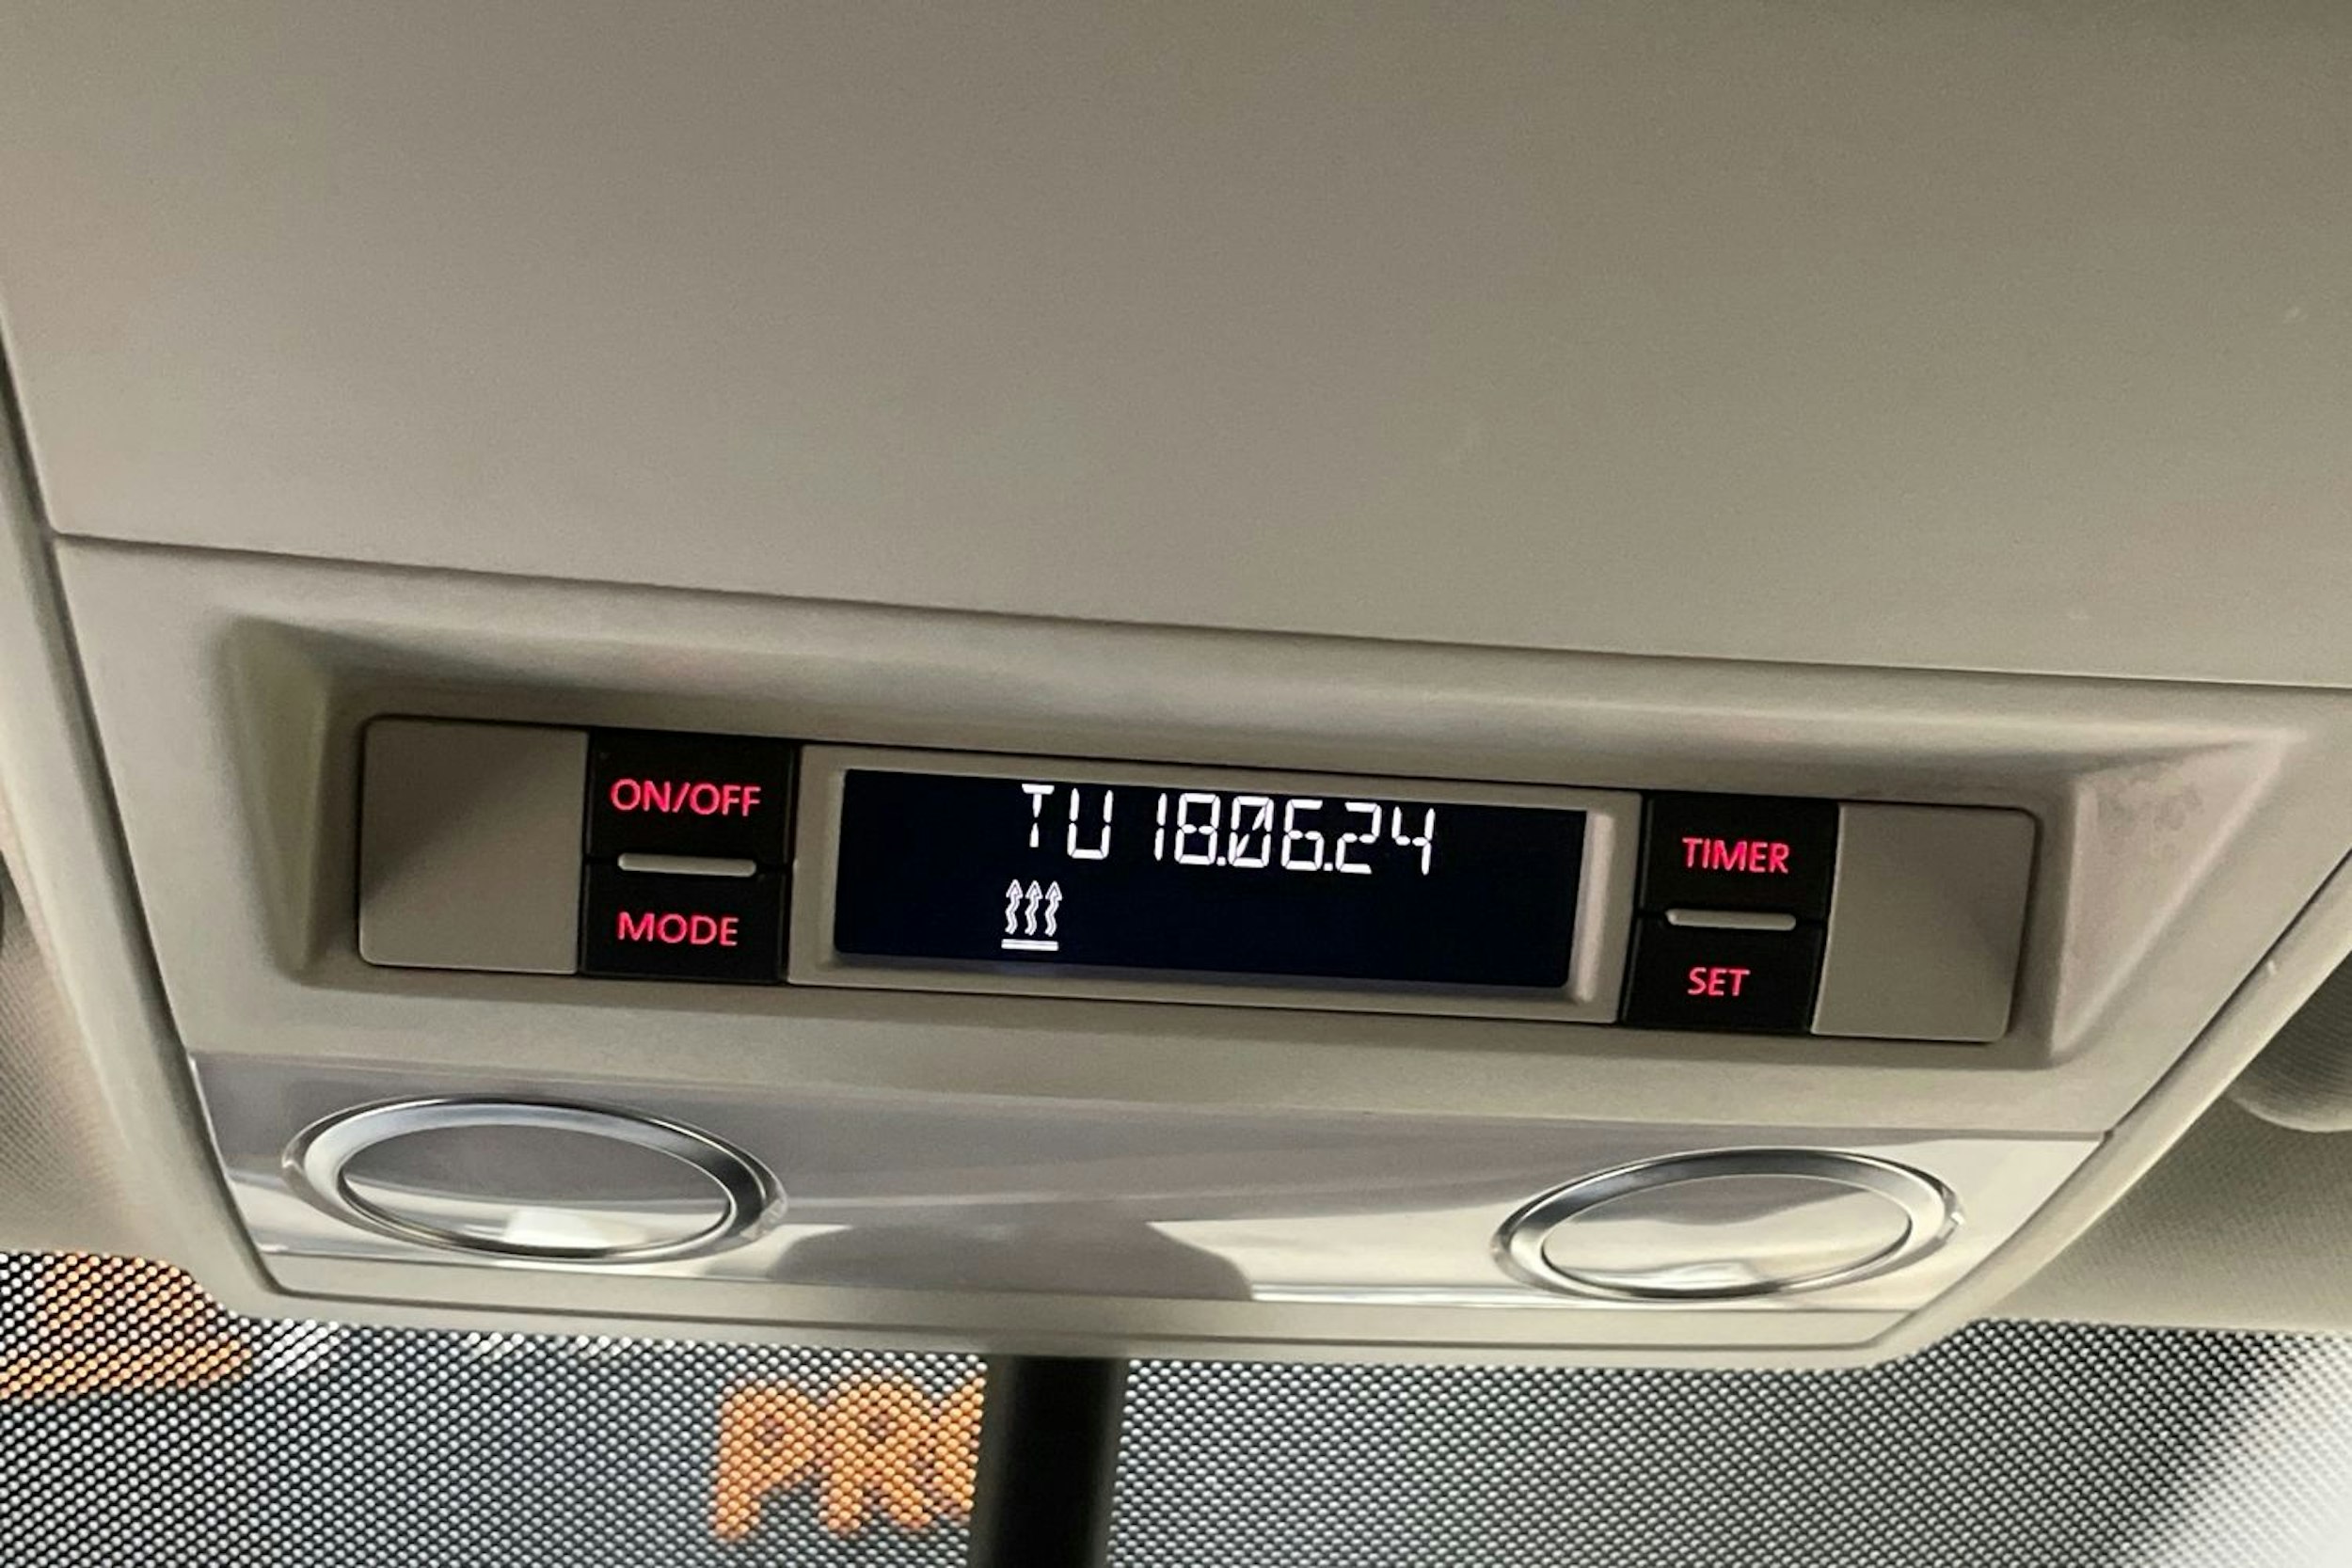 ON/OFF
MODE
TU 18.06.24
TIMER
SET